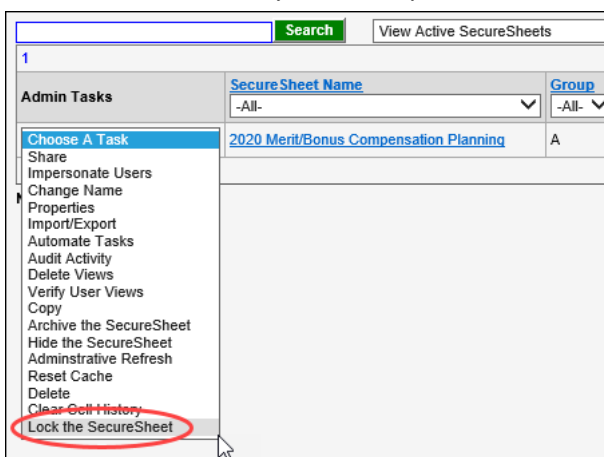 Search View Active SecureSheets
1
Admin Tasks SecureSheet Name Group
-All- -All-
Choose A Task 2020 Merit/Bonus Compensation Planning A
Share
Impersonate Users
Change Name
Properties
Import/Export
Automate Tasks
Audit Activity
Delete Views
Verify User Views
Copy
Archive the SecureSheet
Hide the SecureSheet
Adminstrative Refresh
Reset Cache
Delete
Clear Cell History
Lock the SecureSheet